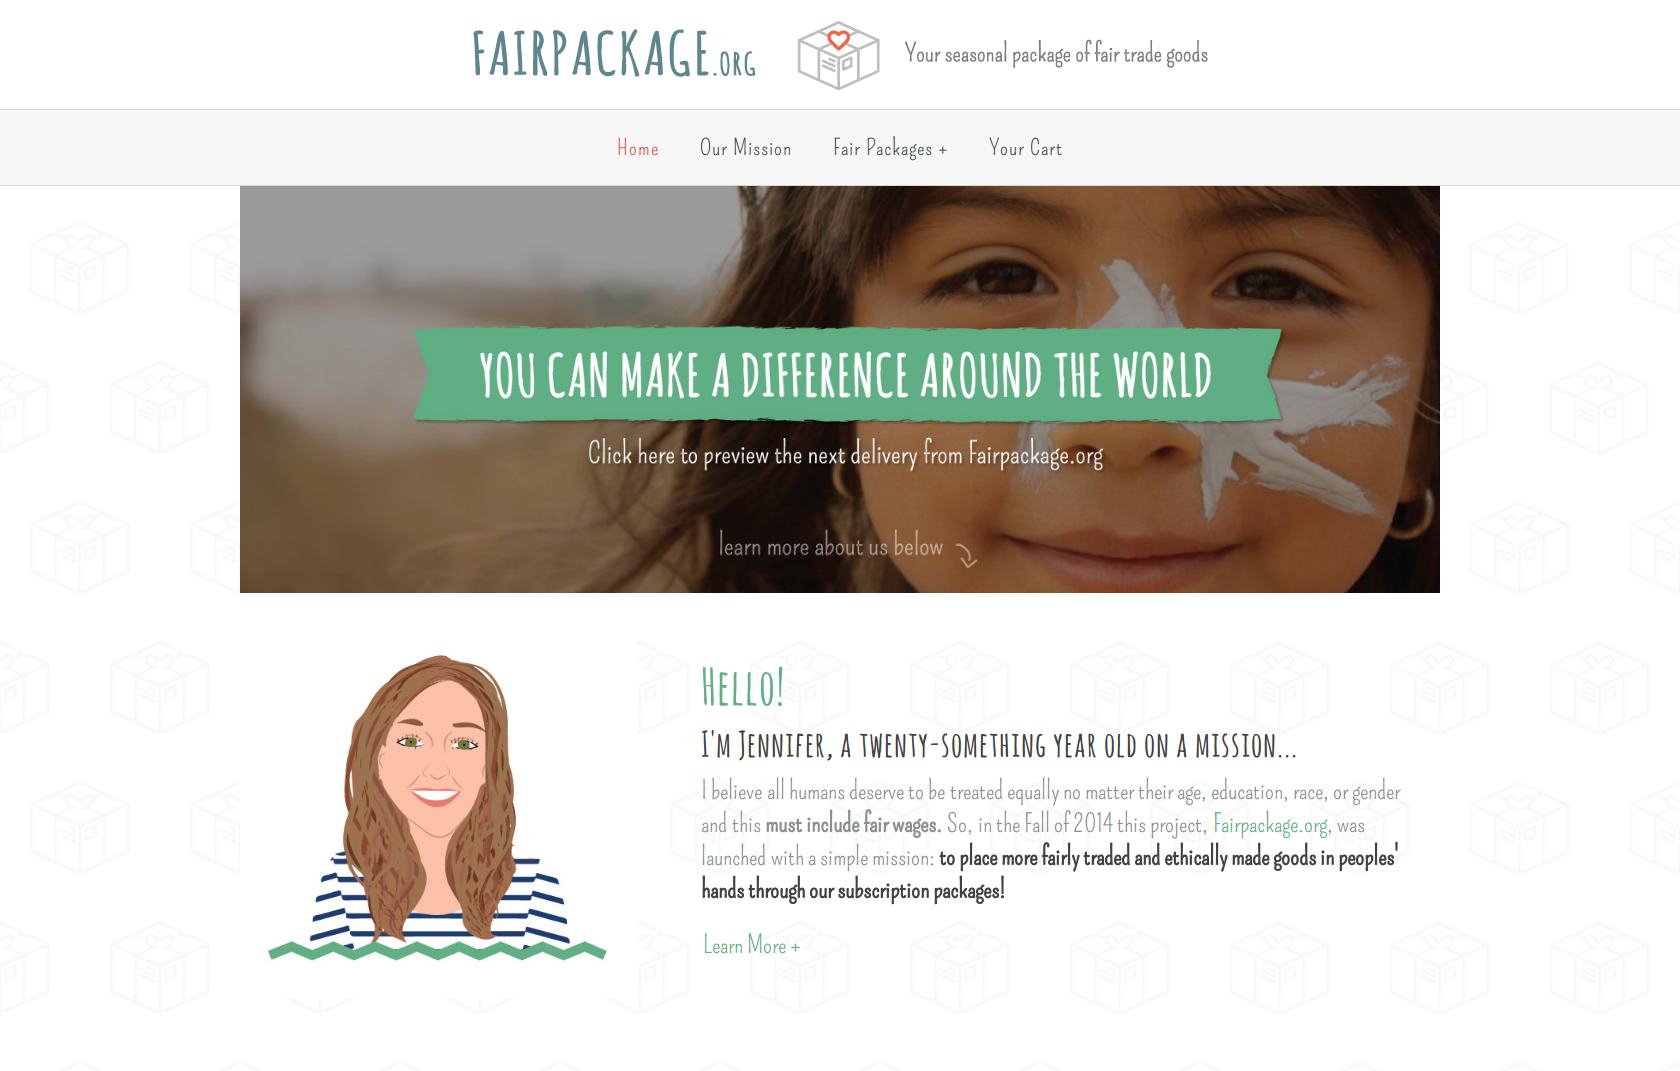 FAIRPACKAGE.ORG
Your seasonal package of fair trade goods
Home
Our Mission
Fair Packages +
Your Cart
YOU CAN MAKE A DIFFERENCE AROUND THE WORLD
Click here to preview the next delivery from Fairpackage.org
learn more about us below
Hello!
I'm Jennifer, a twenty-something year old on a mission...
I believe all humans deserve to be treated equally no matter their age, education, race, or gender
and this must include fair wages. So, in the Fall of 2014 this project, Fairpackage.org, was
launched with a simple mission: to place more fairly traded and ethically made goods in peoples'
hands through our subscription packages!
Learn More +